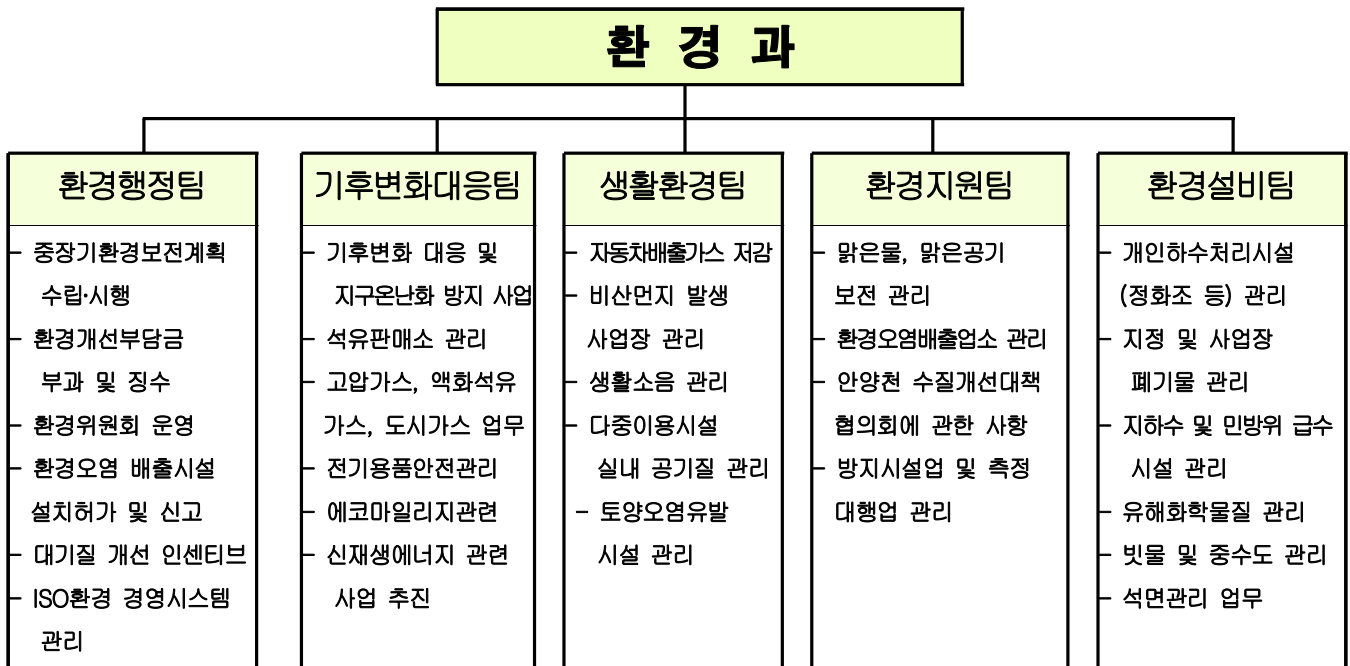 환 경 과
환경행정팀
- 중장기환경보전계획
수립·시행
- 환경개선부담금
부과 및 징수
- 환경위원회 운영
- 환경오염 배출시설
설치허가 및 신고
- 대기질 개선 인센티브
- ISO환경 경영시스템
관리
기후변화대응팀
- 기후변화 대응 및
지구온난화 방지 사업
- 석유판매소 관리
- 고압가스, 액화석유
가스, 도시가스 업무
- 전기용품안전관리
- 에코마일리지관련
- 신재생에너지 관련
사업 추진
생활환경팀
- 자동차배출가스 저감
- 비산먼지 발생
사업장 관리
- 생활소음 관리
- 다중이용시설
실내 공기질 관리
- 토양오염유발
시설 관리
환경지원팀
- 맑은물, 맑은공기
보전 관리
- 환경오염배출업소 관리
- 안양천 수질개선대책
협의회에 관한 사항
- 방지시설업 및 측정
대행업 관리
환경설비팀
- 개인하수처리시설
(정화조 등) 관리
- 지정 및 사업장
폐기물 관리
- 지하수 및 민방위 급수
시설 관리
- 유해화학물질 관리
- 빗물 및 중수도 관리
- 석면관리 업무